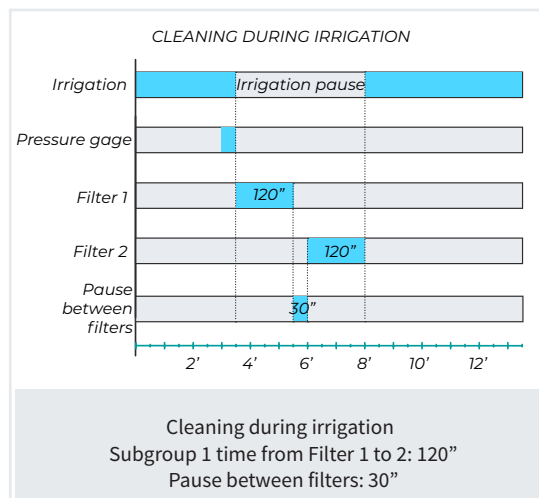 CLEANING DURING IRRIGATION
Irrigation
Irrigation pause
Pressure gage
Filter 1
120”
Filter 2
120”
Pause
between
filters
30”
2’ 4’ 6’ 8’ 10’ 12’
Cleaning during irrigation
Subgroup 1 time from Filter 1 to 2: 120”
Pause between filters: 30”